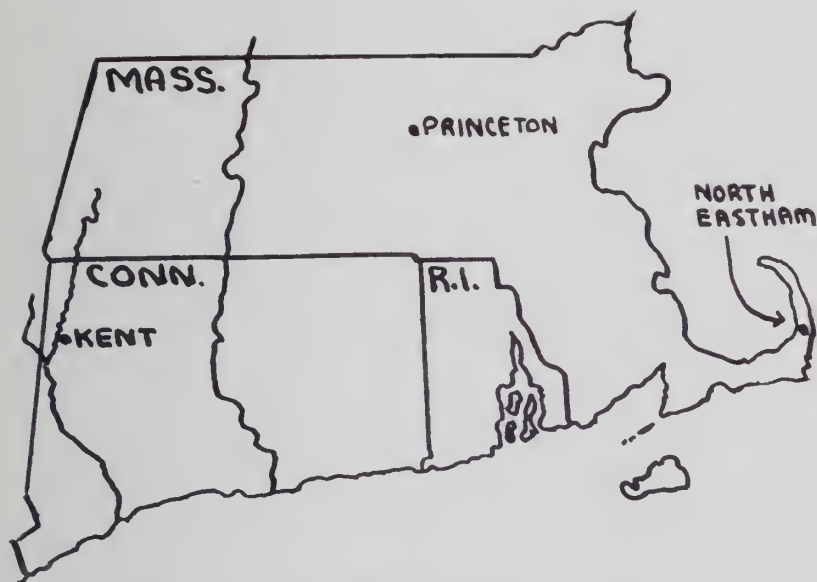 MASS.
PRINCETON
NORTH
EASTHAM
CONN.
R.I.
KENT